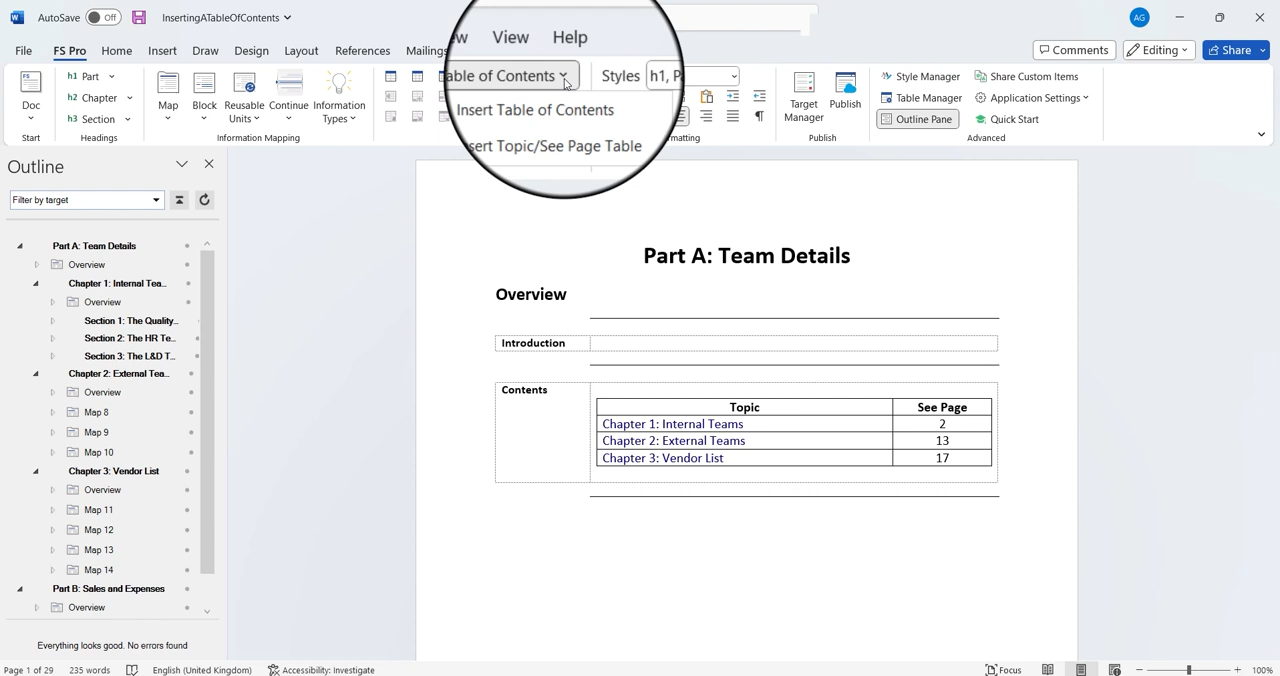 AutoSave Off InsertingATableOfContents AG
File FS Pro Home Insert Draw Design Layout References Mailings View Help Comments Editing Share
Doc
Start
h1 Part
h2 Chapter
h3 Section
Headings
Map Block Reusable Units Continue Information Types
Information Mapping
Table of Contents Styles
Insert Table of Contents
Insert Topic/See Page Table
Target Manager Publish
Publish
Style Manager Share Custom Items
Table Manager Application Settings
Outline Pane Quick Start
Advanced
Outline
Filter by target
Part A: Team Details
Overview
Chapter 1: Internal Tea...
Overview
Section 1: The Quality...
Section 2: The HR Te...
Section 3: The L&D T...
Chapter 2: External Tea...
Overview
Map 8
Map 9
Map 10
Chapter 3: Vendor List
Overview
Map 11
Map 12
Map 13
Map 14
Part B: Sales and Expenses
Overview
Everything looks good. No errors found
Part A: Team Details
Overview
Introduction
Contents
Topic See Page
Chapter 1: Internal Teams 2
Chapter 2: External Teams 13
Chapter 3: Vendor List 17
Page 1 of 29 235 words English (United Kingdom) Accessibility: Investigate Focus 100%